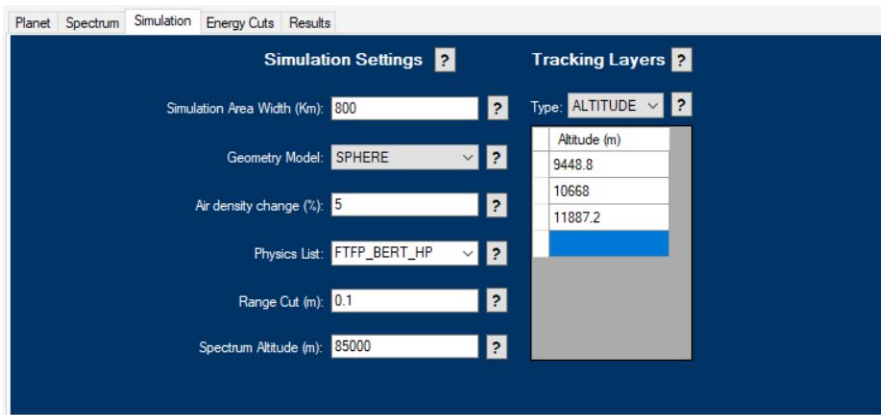 Planet Spectrum Simulation Energy Cuts Results
Simulation Settings ? Tracking Layers ?
Simulation Area Width (Km): 800 ? Type: ALTITUDE ?
Altitude (m)
Geometry Model: SPHERE ? 9448.8
10668
Air density change (%): 5 ? 11887.2
Physics List: FTFP_BERT_HP ?
Range Cut (m): 0.1 ?
Spectrum Altitude (m): 85000 ?